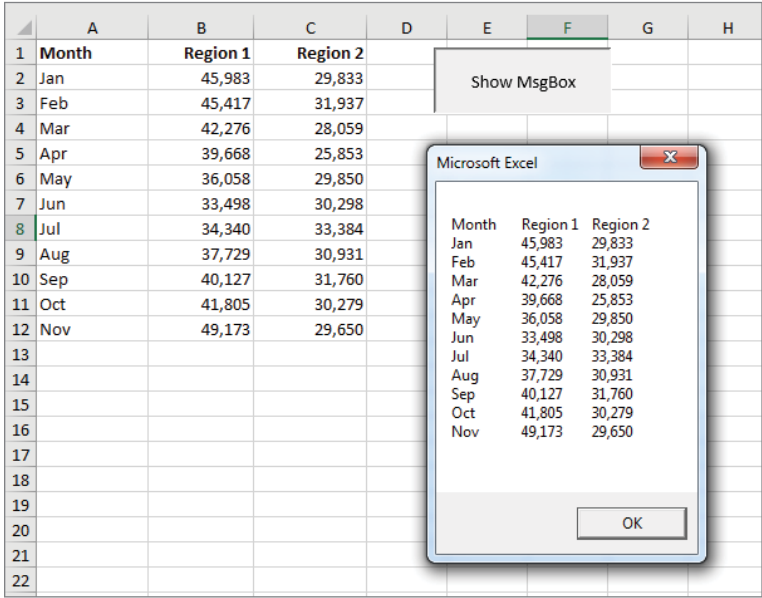 A B C D E F G H
1 Month Region 1 Region 2
2 Jan 45,983 29,833
3 Feb 45,417 31,937
4 Mar 42,276 28,059
5 Apr 39,668 25,853
6 May 36,058 29,850
7 Jun 33,498 30,298
8 Jul 34,340 33,384
9 Aug 37,729 30,931
10 Sep 40,127 31,760
11 Oct 41,805 30,279
12 Nov 49,173 29,650
13
14
15
16
17
18
19
20
21
22
Show MsgBox
Microsoft Excel
Month Region 1 Region 2
Jan 45,983 29,833
Feb 45,417 31,937
Mar 42,276 28,059
Apr 39,668 25,853
May 36,058 29,850
Jun 33,498 30,298
Jul 34,340 33,384
Aug 37,729 30,931
Sep 40,127 31,760
Oct 41,805 30,279
Nov 49,173 29,650
OK